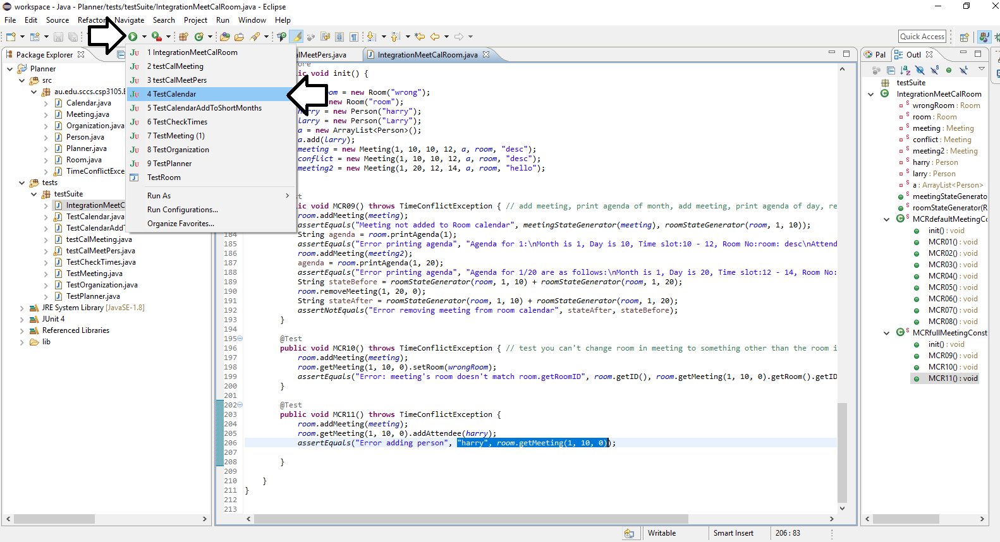 workspace - Java - Planner/tests/testSuite/IntegrationMeetCalRoom.java - Eclipse
File Edit Source Refactor Navigate Search Project Run Window Help
Quick Access
Package Explorer
Planner
src
au.edu.sccs.csp3105.
Calendar.java
Meeting.java
Organization.java
Person.java
Planner.java
Room.java
TimeConflictExce
tests
testSuite
IntegrationMeetC
TestCalendar.java
TestCalendarAddT
testCalMeeting.java
testCalMeetPers.java
TestCheckTimes.java
TestMeeting.java
TestOrganization.java
TestPlanner.java
JRE System Library [JavaSE-1.8]
JUnit 4
Referenced Libraries
lib
1 IntegrationMeetCalRoom
2 testCalMeeting
3 testCalMeetPers
4 TestCalendar
5 TestCalendarAddToShortMonths
6 TestCheckTimes
7 TestMeeting (1)
8 TestOrganization
9 TestPlanner
TestRoom
Run As
Run Configurations...
Organize Favorites...
alMeetPers.java
IntegrationMeetCalRoom.java
ore
ic void init() {
oom = new Room("wrong");
new Room("room");
harry = new Person("harry");
larry = new Person("Larry");
a = new ArrayList<Person>();
a.add(larry);
meeting = new Meeting(1, 10, 10, 12, a, room, "desc");
conflict = new Meeting(1, 10, 10, 12, a, room, "desc");
meeting2 = new Meeting(1, 20, 12, 14, a, room, "hello");
st
ic void MCR09() throws TimeConflictException { // add meeting, print agenda of month, add meeting, print agenda of day, re
room.addMeeting(meeting);
assertEquals("Meeting not added to Room calendar", meetingStateGenerator(meeting), roomStateGenerator(room, 1, 10));
184 String agenda = room.printAgenda(1);
185 assertEquals("Error printing agenda", "Agenda for 1:\nMonth is 1, Day is 10, Time slot:10 - 12, Room No:room: desc\nAttend
186 room.addMeeting(meeting2);
187 agenda = room.printAgenda(1, 20);
188 assertEquals("Error printing agenda", "Agenda for 1/20 are as follows:\nMonth is 1, Day is 20, Time slot:12 - 14, Room No:
189 String stateBefore = roomStateGenerator(room, 1, 10) + roomStateGenerator(room, 1, 20);
190 room.removeMeeting(1, 20, 0);
191 String stateAfter = roomStateGenerator(room, 1, 10) + roomStateGenerator(room, 1, 20);
192 assertNotEquals("Error removing meeting from room calendar", stateAfter, stateBefore);
193 }
194
195 @Test
196 public void MCR10() throws TimeConflictException { // test you can't change room in meeting to something other than the room i
197 room.addMeeting(meeting);
198 room.getMeeting(1, 10, 0).setRoom(wrongRoom);
199 assertEquals("Error: meeting's room doesn't match room.getRoomID", room.getID(), room.getMeeting(1, 10, 0).getRoom().getID
200 }
201
202 @Test
203 public void MCR11() throws TimeConflictException {
204 room.addMeeting(meeting);
205 room.getMeeting(1, 10, 0).addAttendee(harry);
206 assertEquals("Error adding person", "harry", room.getMeeting(1, 10, 0));
207
208 }
209
210 }
211 }
212
213
Pal
Outl
testSuite
IntegrationMeetCalRoom
wrongRoom : Room
room : Room
meeting : Meeting
conflict : Meeting
meeting2 : Meeting
harry : Person
larry : Person
a : ArrayList<Person>
meetingStateGenerato
roomStateGenerator(R
MCRdefaultMeetingCo
init() : void
MCR01() : void
MCR02() : void
MCR03() : void
MCR04() : void
MCR05() : void
MCR06() : void
MCR07() : void
MCR08() : void
MCRfullMeetingConst
init() : void
MCR09() : void
MCR10() : void
MCR11() : void
Writable
Smart Insert
206 : 83